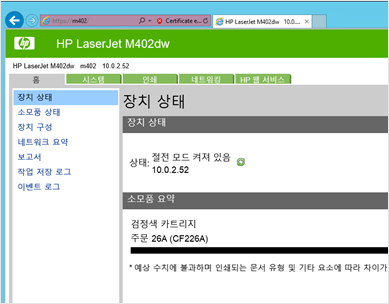 https://m402/
Certificate e...
HP LaserJet M402dw 10.0....
hp
HP LaserJet M402dw
HP LaserJet M402dw m402 10.0.2.52
홈 시스템 인쇄 네트워킹 HP 웹 서비스
장치 상태
소모품 상태
장치 구성
네트워크 요약
보고서
작업 저장 로그
이벤트 로그
장치 상태
장치 상태
상태: 절전 모드 켜져 있음
10.0.2.52
소모품 요약
검정색 카트리지
주문 26A (CF226A)
* 예상 수치에 불과하며 인쇄되는 문서 유형 및 기타 요소에 따라 차이가